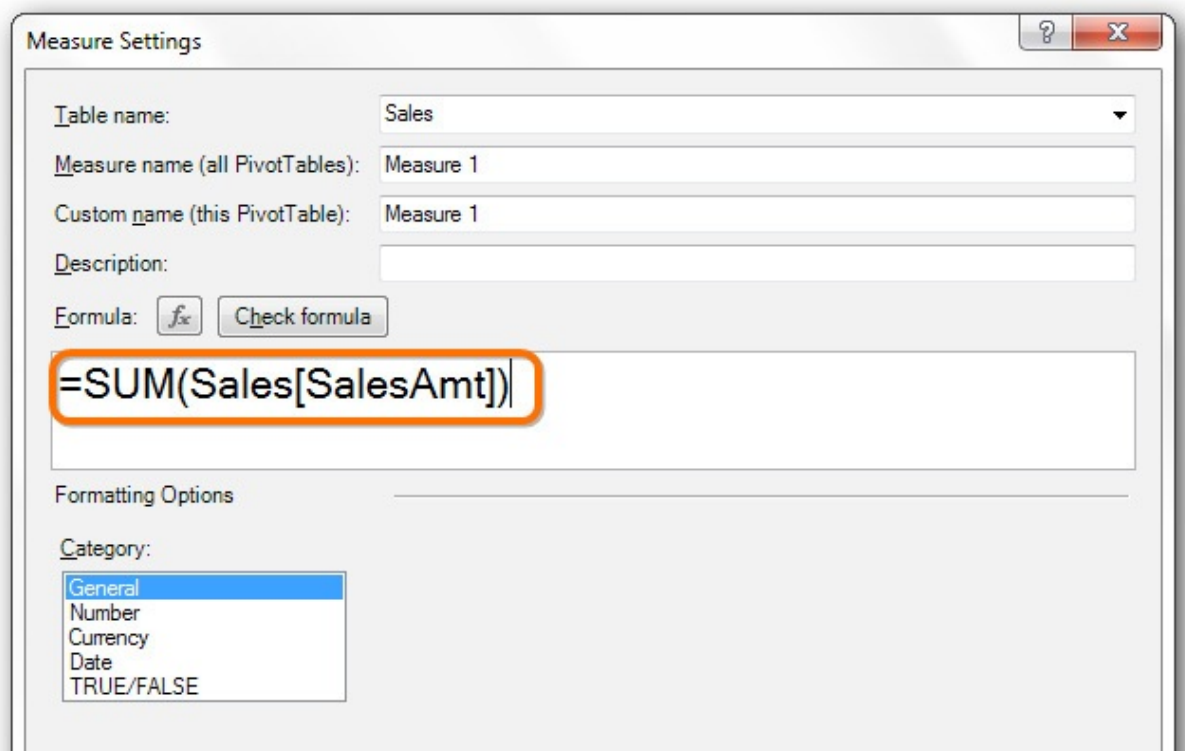 Measure Settings
Table name: Sales
Measure name (all PivotTables): Measure 1
Custom name (this PivotTable): Measure 1
Description:
Formula: fx Check formula
=SUM(Sales[SalesAmt])
Formatting Options
Category:
General
Number
Currency
Date
TRUE/FALSE